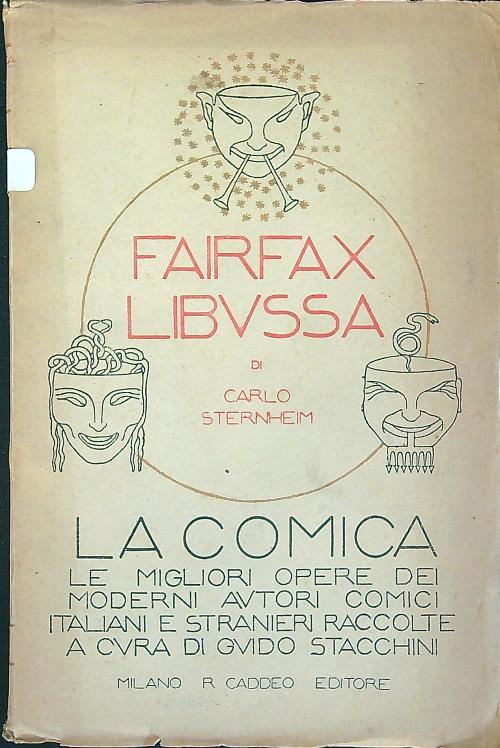 FAIRFAX
LIBVSSA
DI
CARLO
STERNHEIM
LA COMICA
LE MIGLIORI OPERE DEI
MODERNI AVTORI COMICI
ITALIANI E STRANIERI RACCOLTE
A CVRA DI GVIDO STACCHINI
MILANO R CADDEO EDITORE